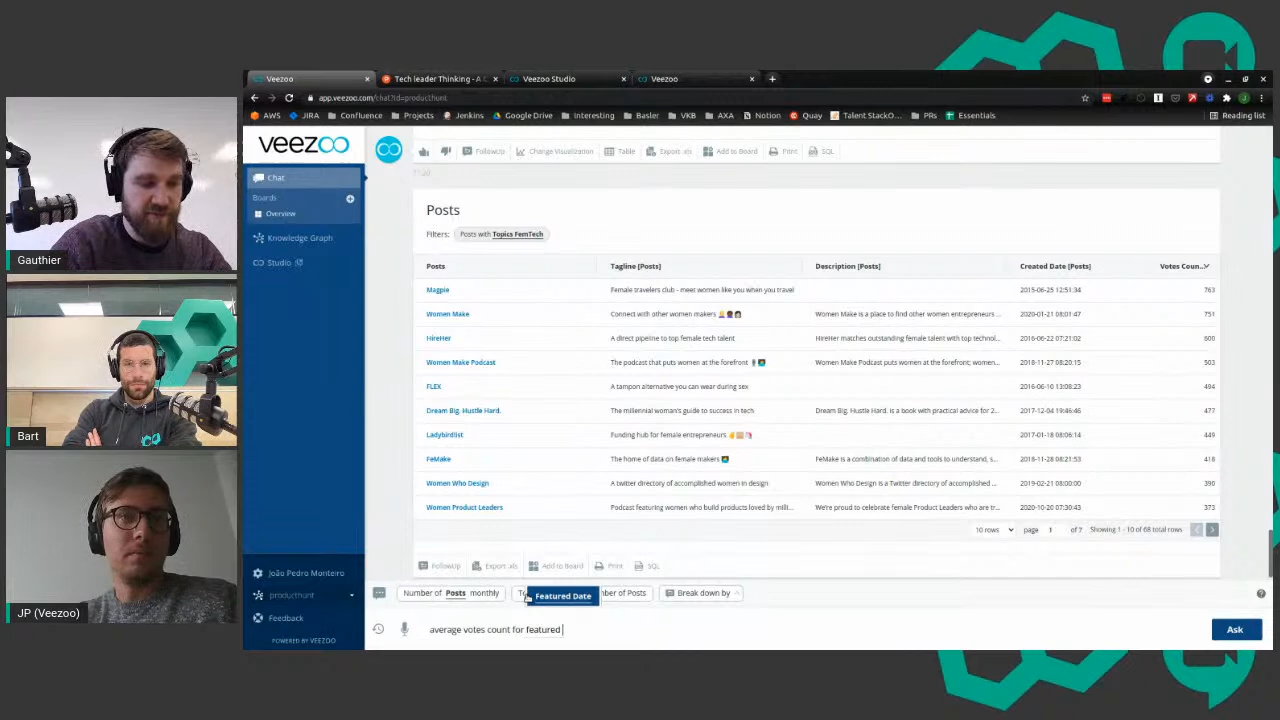 Veezoo
Tech leader Thinking - A
Veezoo Studio
Veezoo
app.veezoo.com/chat?id=producthunt
AWS JIRA Confluence Projects Jenkins Google Drive Interesting Basler VKB AXA Notion Quay Talent StackO... PRs Essentials Reading list
veezoo
Chat
Boards
Overview
Knowledge Graph
Studio
João Pedro Monteiro
producthunt
Feedback
POWERED BY VEEZOO
Gauthier
Bart
JP (Veezoo)
FollowUp Change Visualization Table Export .xls Add to Board Print SQL
11:20
Posts
Filters: Posts with Topics FemTech
Posts Tagline [Posts] Description [Posts] Created Date [Posts] Votes Coun...
Magpie Female travelers club - meet women like you when you travel 2015-06-25 12:51:34 763
Women Make Connect with other women makers 👷‍♀️👩🏿‍🎤👩🏻 Women Make is a place to find other women entrepreneurs ... 2020-01-21 08:01:47 751
HireHer A direct pipeline to top female tech talent HireHer matches outstanding female talent with top technol... 2016-06-22 07:21:02 600
Women Make Podcast The podcast that puts women at the forefront Women Make Podcast puts women at the forefront; women... 2018-11-27 08:20:15 503
FLEX A tampon alternative you can wear during sex 2016-06-10 13:08:23 494
Dream Big. Hustle Hard. The millennial woman's guide to success in tech Dream Big. Hustle Hard. is a book with practical advice for 2... 2017-12-04 19:46:46 477
Ladybirdlist Funding hub for female entrepreneurs 2017-01-18 08:06:14 449
FeMake The home of data on female makers FeMake is a combination of data and tools to understand, s... 2018-11-28 08:21:53 418
Women Who Design A twitter directory of accomplished women in design Women Who Design is a Twitter directory of accomplished... 2019-02-21 08:00:00 390
Women Product Leaders Podcast featuring women who build products loved by milli... We're proud to celebrate female Product Leaders who are tr... 2020-10-20 07:30:43 373
10 rows page 1 of 7 Showing 1 - 10 of 68 total rows
FollowUp Export .xls Add to Board Print SQL
Number of Posts monthly Featured Date of Posts Break down by
average votes count for featured
Ask